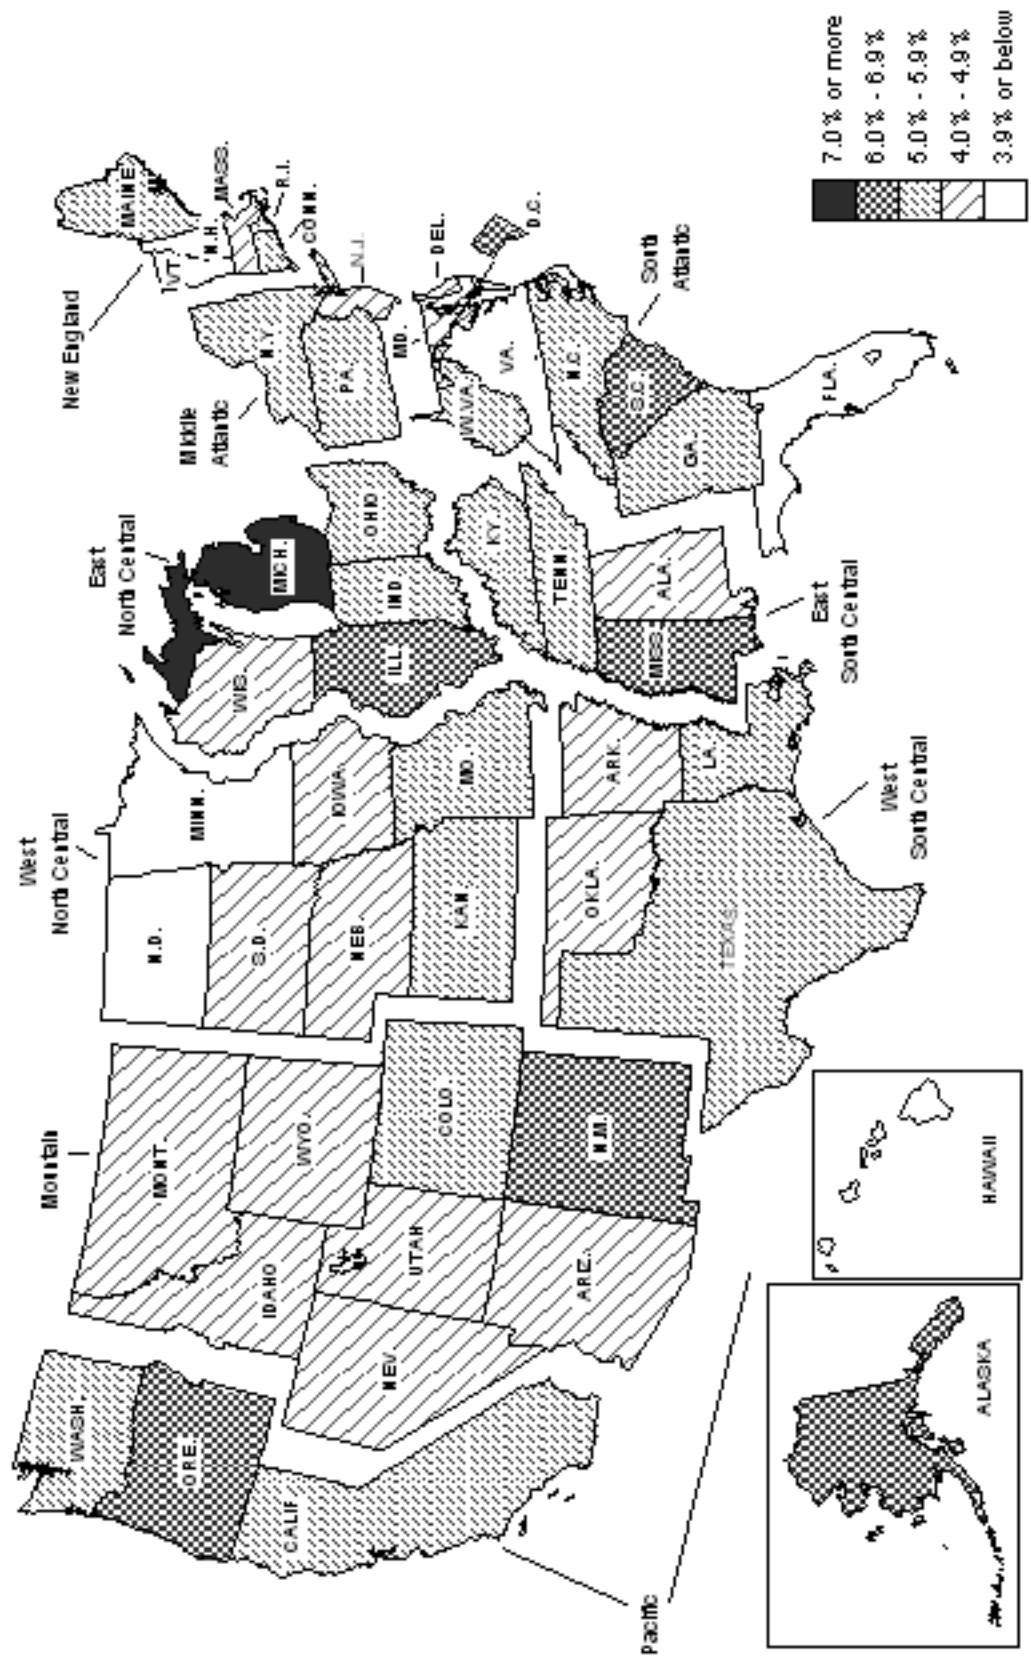 West
North Central
Mountain
East
North Central
Middle
Atlantic
New England
WASH.
ORE.
CALIF
NEV.
IDAHO
MONT.
WYO.
UTAH
ARIZ.
COLO
N.M.
N.D.
S.D.
NEB.
KAN
OKLA.
TEXAS
MINN.
IOWA
MO.
ARK.
LA.
WIS.
ILL.
MICH.
IND
OHIO
KY.
TENN
MISS
ALA.
GA.
FLA.
S.C.
N.C.
VA.
W.VA.
MD.
DEL.
D.C.
PA.
N.J.
N.Y.
CONN.
R.I.
MASS.
VT.
N.H.
MAINE
Pacific
West
South Central
East
South Central
South
Atlantic
ALASKA
HAWAII
7.0% or more
6.0% - 6.9%
5.0% - 5.9%
4.0% - 4.9%
3.9% or below